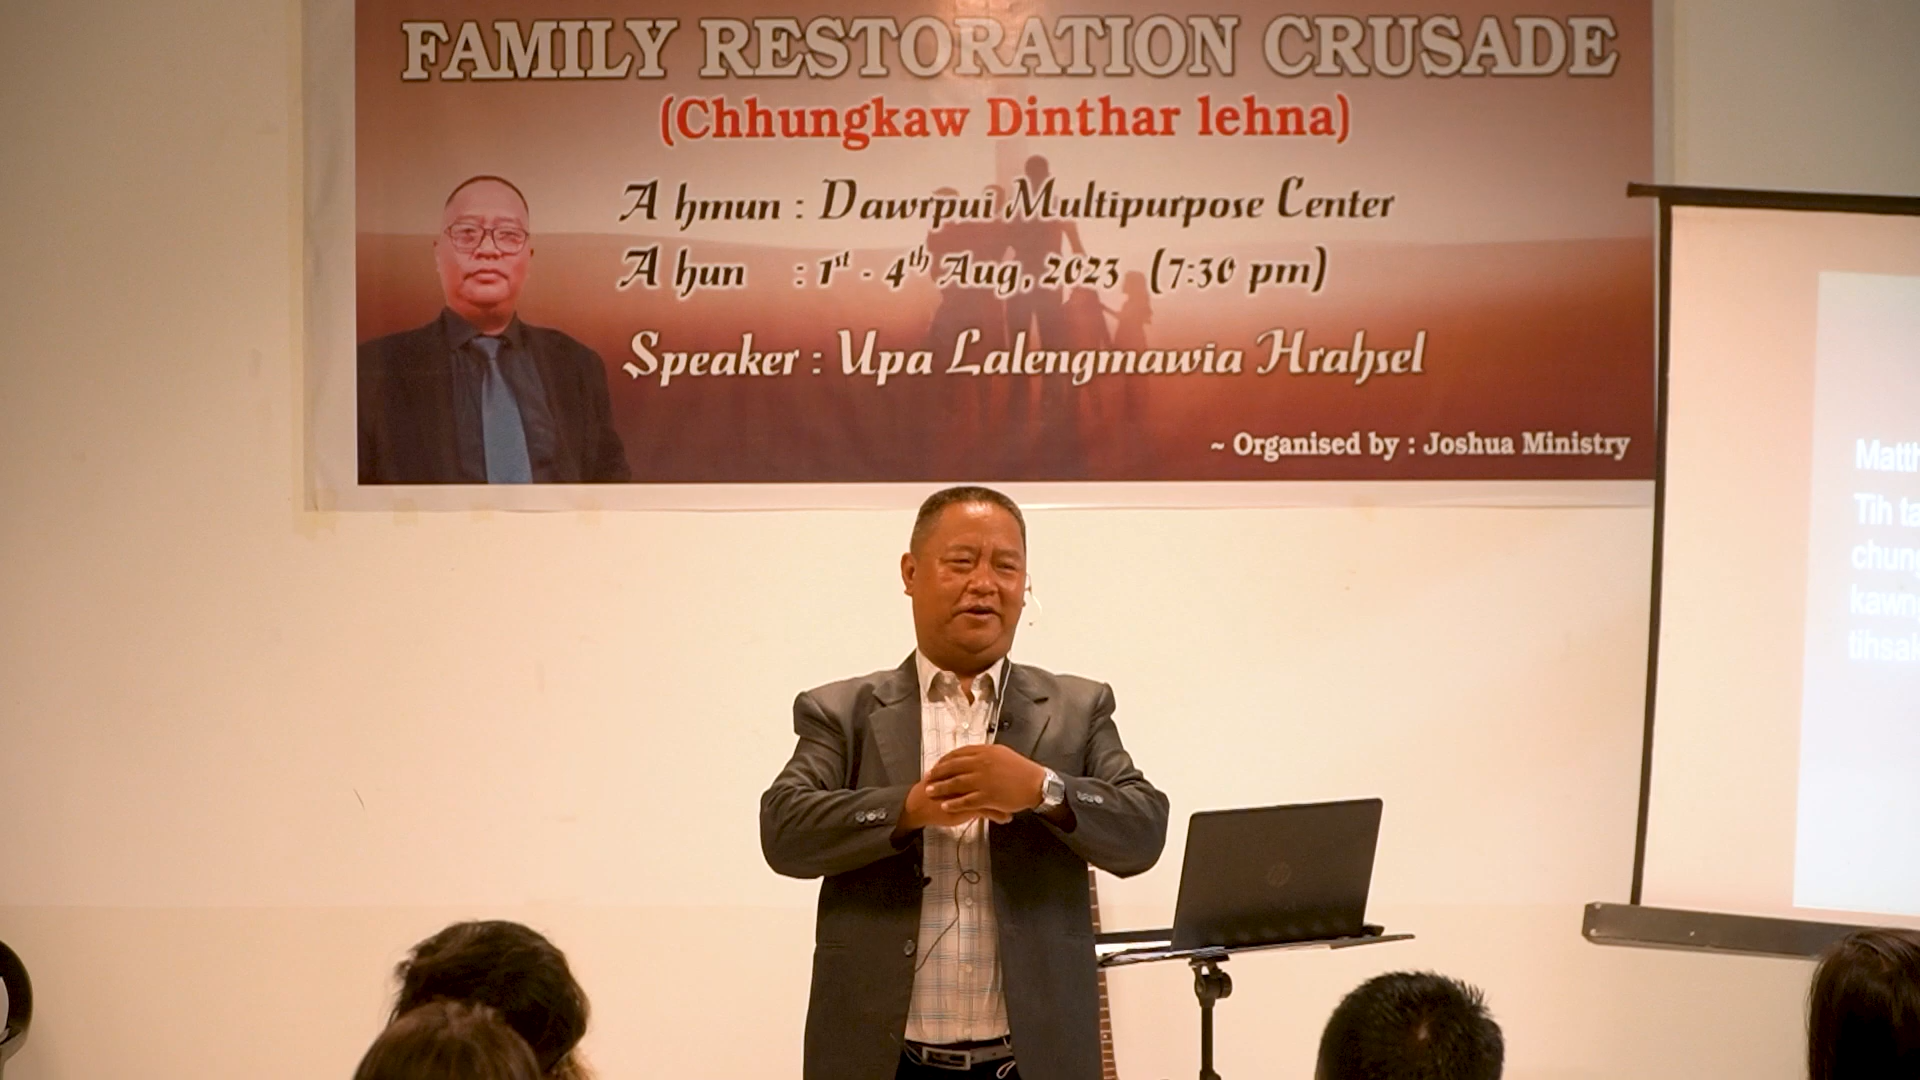 FAMILY RESTORATION CRUSADE
(Chhungkaw Dinthar lehna)
A hmun : Dawrpui Multipurpose Center
A hun : 1st - 4th Aug, 2023 (7:30 pm)
Speaker : Upa Lalengmawia Hrahsel
~ Organised by : Joshua Ministry
Tih